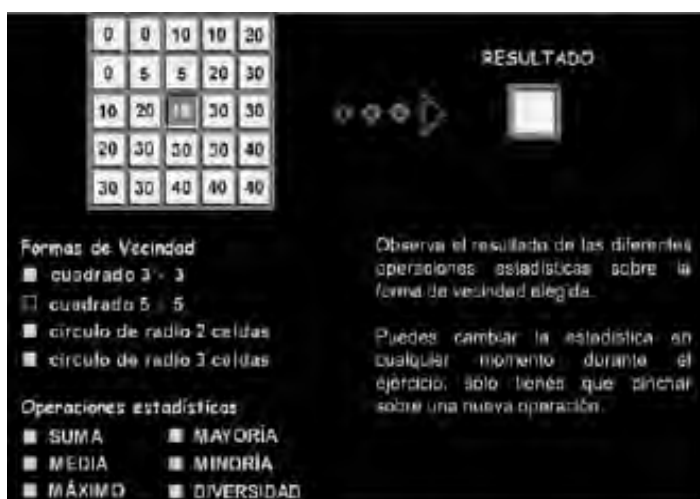 0 0 10 10 20
0 5 5 20 30
10 20 30 30
20 30 30 30 40
30 30 40 40 40
RESULTADO
Formas de Vecindad
cuadrado 3 - 3
cuadrado 5 - 5
círculo de radio 2 celdas
círculo de radio 3 celdas
Operaciones estadísticas
SUMA MAYORÍA
MEDIA MINORÍA
MÁXIMO DIVERSIDAD
Observa el resultado de las diferentes
operaciones estadísticas sobre la
forma de vecindad elegida.
Puedes cambiar la estadística en
cualquier momento durante el
ejercicio, solo tienes que pinchar
sobre una nueva operación.